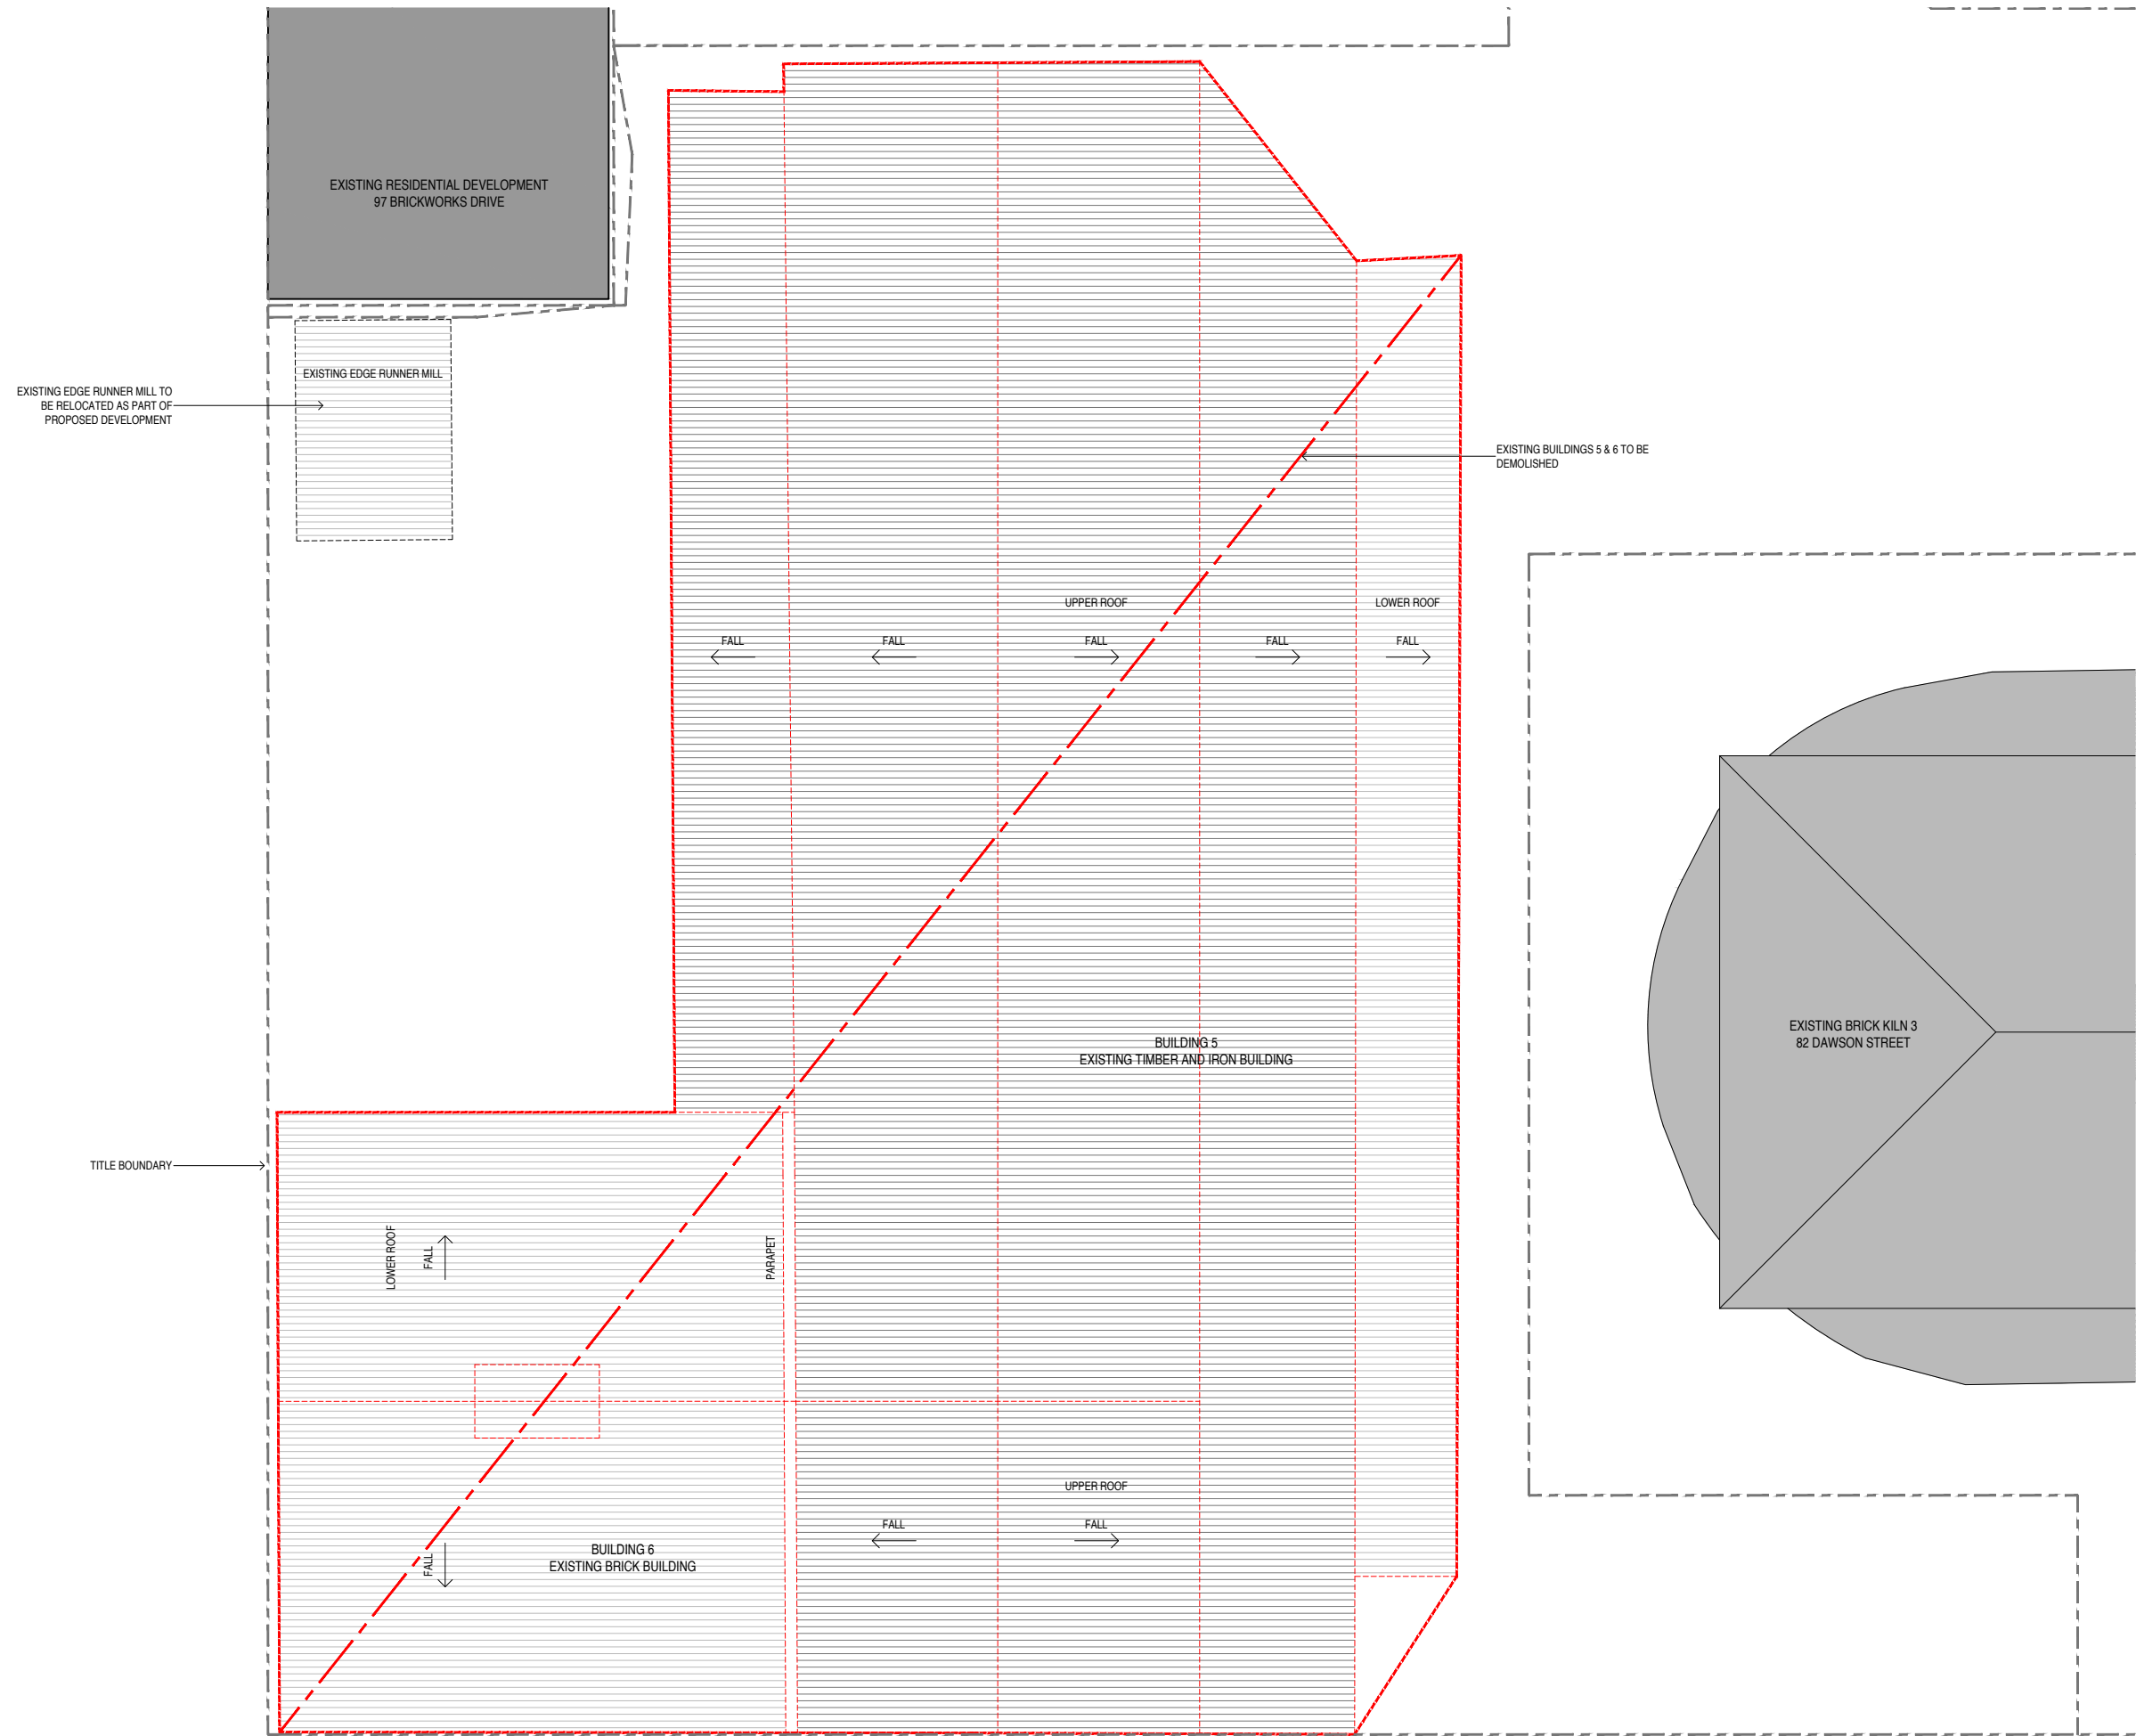 EXISTING RESIDENTIAL DEVELOPMENT
97 BRICKWORKS DRIVE
EXISTING EDGE RUNNER MILL
EXISTING EDGE RUNNER MILL TO
BE RELOCATED AS PART OF
PROPOSED DEVELOPMENT
EXISTING BUILDINGS 5 & 6 TO BE
DEMOLISHED
UPPER ROOF
LOWER ROOF
FALL
FALL
FALL
FALL
FALL
EXISTING BRICK KILN 3
82 DAWSON STREET
BUILDING 5
EXISTING TIMBER AND IRON BUILDING
TITLE BOUNDARY
LOWER ROOF
FALL
PARAPET
UPPER ROOF
FALL
FALL
BUILDING 6
EXISTING BRICK BUILDING
FALL